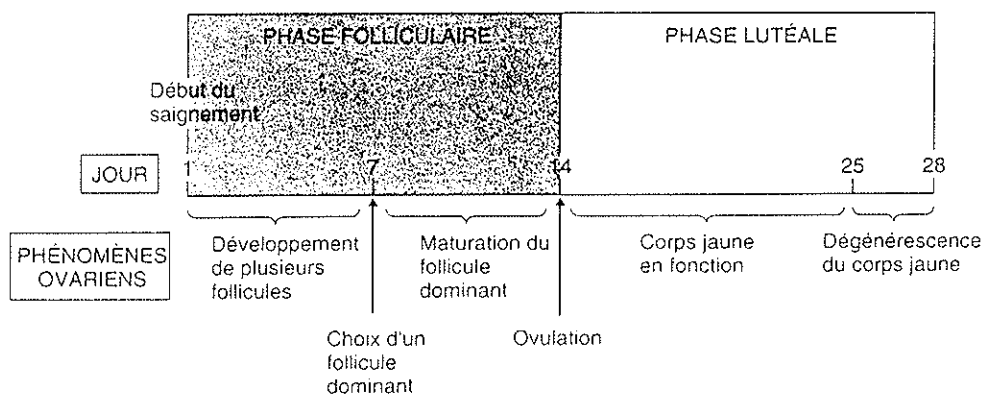 PHASE FOLLICULAIRE
PHASE LUTÉALE
Début du
saignement
JOUR
1 7 14 25 28
PHÉNOMÈNES
OVARIENS
Développement
de plusieurs
follicules
Maturation du
follicule
dominant
Corps jaune
en fonction
Dégénérescence
du corps jaune
Choix d'un
follicule
dominant
Ovulation